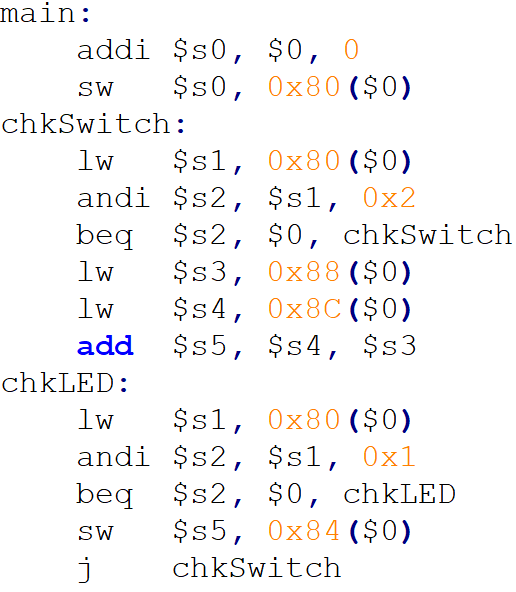 main:
    addi $s0, $0, 0
    sw   $s0, 0x80($0)
chkSwitch:
    lw   $s1, 0x80($0)
    andi $s2, $s1, 0x2
    beq  $s2, $0, chkSwitch
    lw   $s3, 0x88($0)
    lw   $s4, 0x8C($0)
    add  $s5, $s4, $s3
chkLED:
    lw   $s1, 0x80($0)
    andi $s2, $s1, 0x1
    beq  $s2, $0, chkLED
    sw   $s5, 0x84($0)
    j    chkSwitch